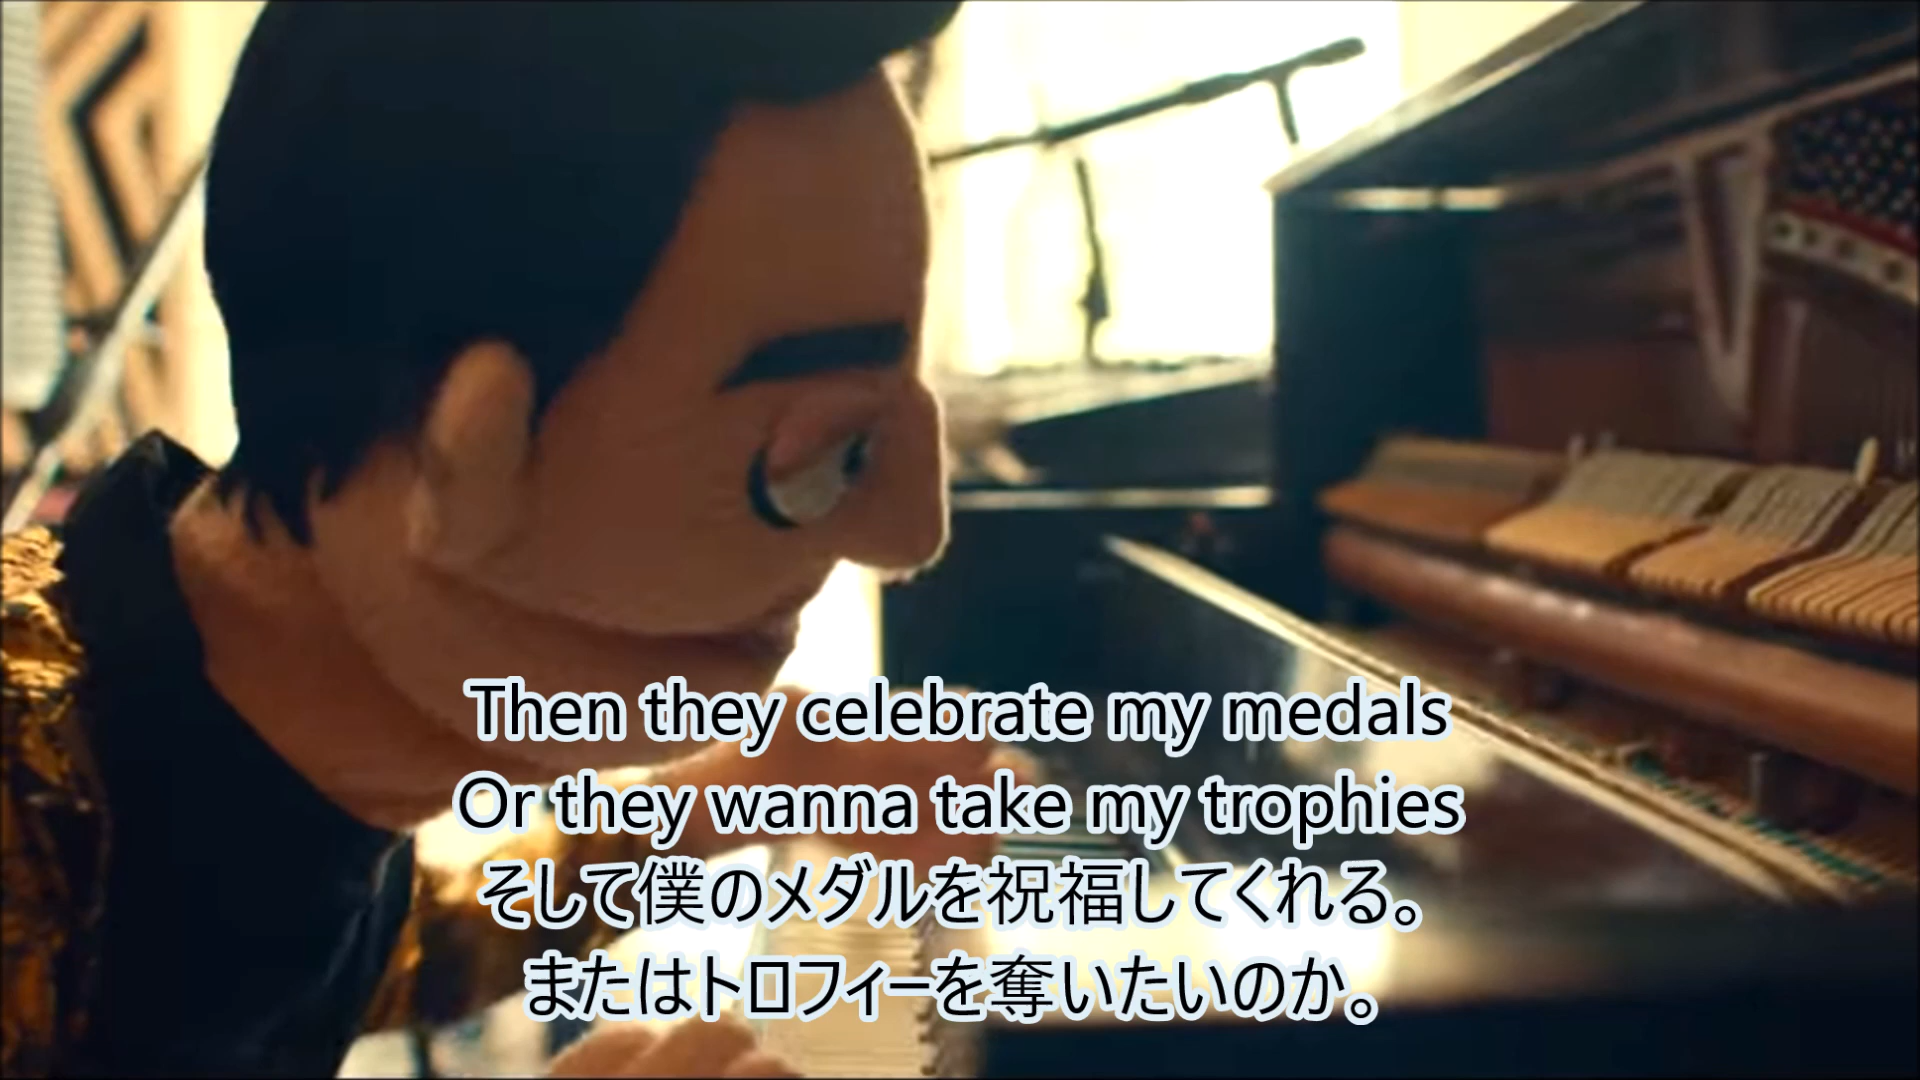 Then they celebrate my medals
Or they wanna take my trophies
そして僕のメダルを祝福してくれる。
またはトロフィーを奪いたいのか。